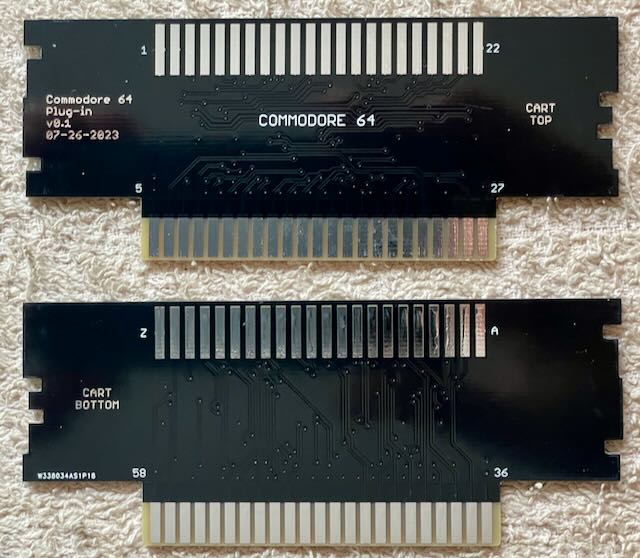 1
22
Commodore 64
Plug-in
v0.1
07-26-2023
COMMODORE 64
CART
TOP
5
27
Z
A
CART
BOTTOM
W338034AS1P18
58
36